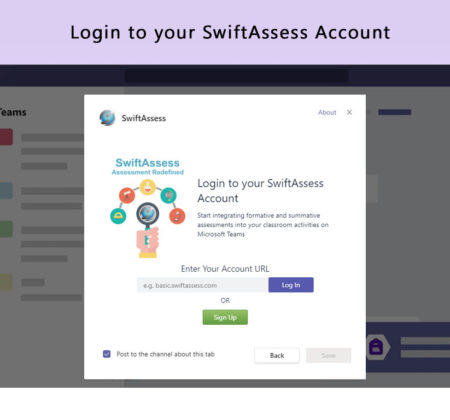 Login to your SwiftAssess Account
Teams
SwiftAssess
About
SwiftAssess
Assessment Redefined
Login to your SwiftAssess
Account
Start integrating formative and summative
assessments into your classroom activities on
Microsoft Teams
Enter Your Account URL
e.g. basic.swiftassess.com
Log In
OR
Sign Up
Post to the channel about this tab
Back
Save